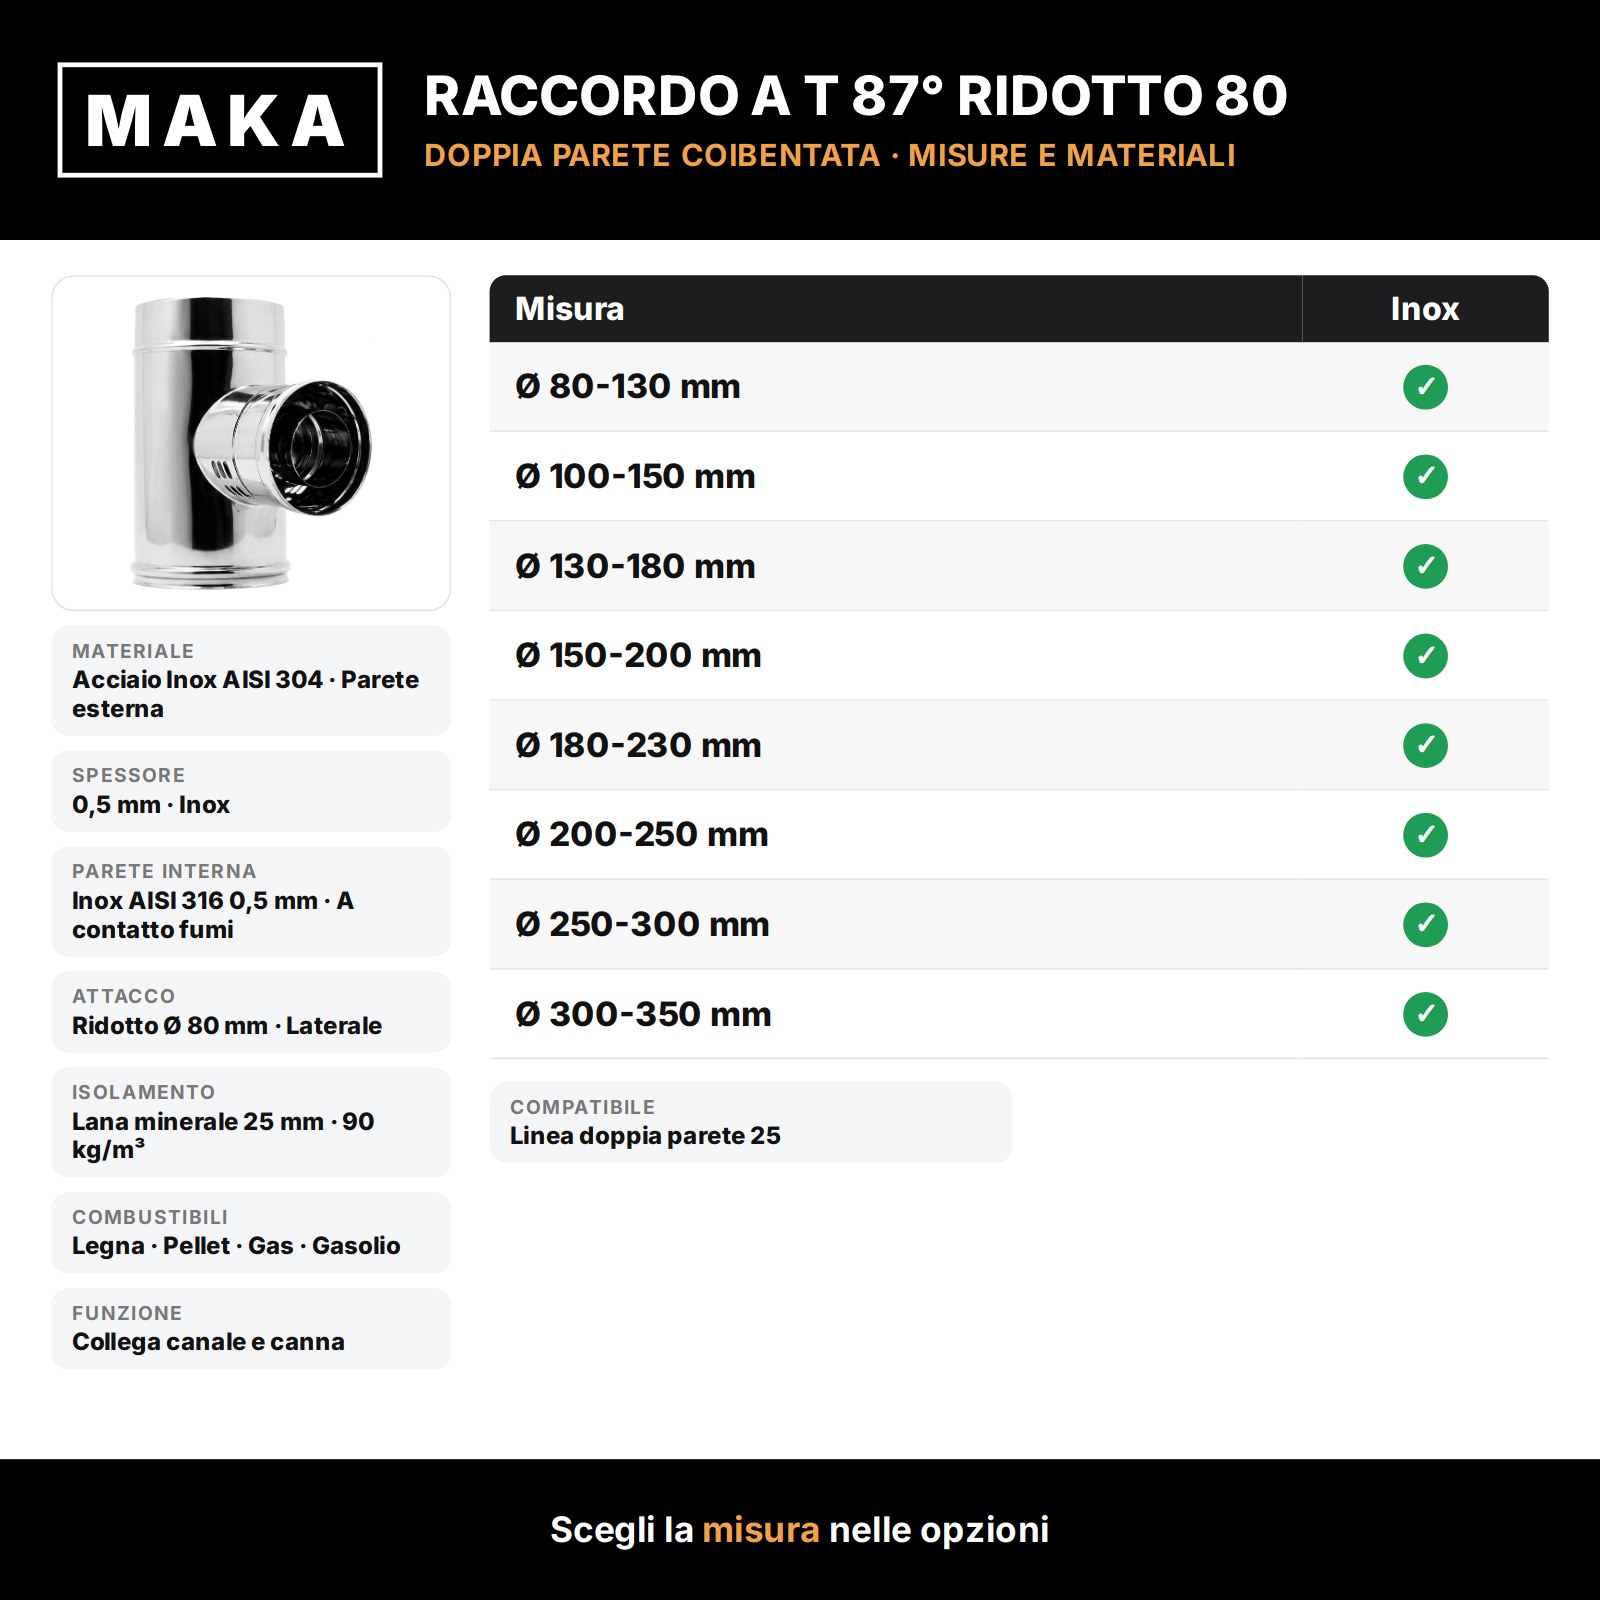 MAKA
RACCORDO A T 87° RIDOTTO 80
DOPPIA PARETE COIBENTATA · MISURE E MATERIALI
MATERIALE
Acciaio Inox AISI 304 · Parete
esterna
SPESSORE
0,5 mm · Inox
PARETE INTERNA
Inox AISI 316 0,5 mm · A
contatto fumi
ATTACCO
Ridotto Ø 80 mm · Laterale
ISOLAMENTO
Lana minerale 25 mm · 90
kg/m³
COMBUSTIBILI
Legna · Pellet · Gas · Gasolio
FUNZIONE
Collega canale e canna
Misura Inox
Ø 80-130 mm ✓
Ø 100-150 mm ✓
Ø 130-180 mm ✓
Ø 150-200 mm ✓
Ø 180-230 mm ✓
Ø 200-250 mm ✓
Ø 250-300 mm ✓
Ø 300-350 mm ✓
COMPATIBILE
Linea doppia parete 25
Scegli la misura nelle opzioni